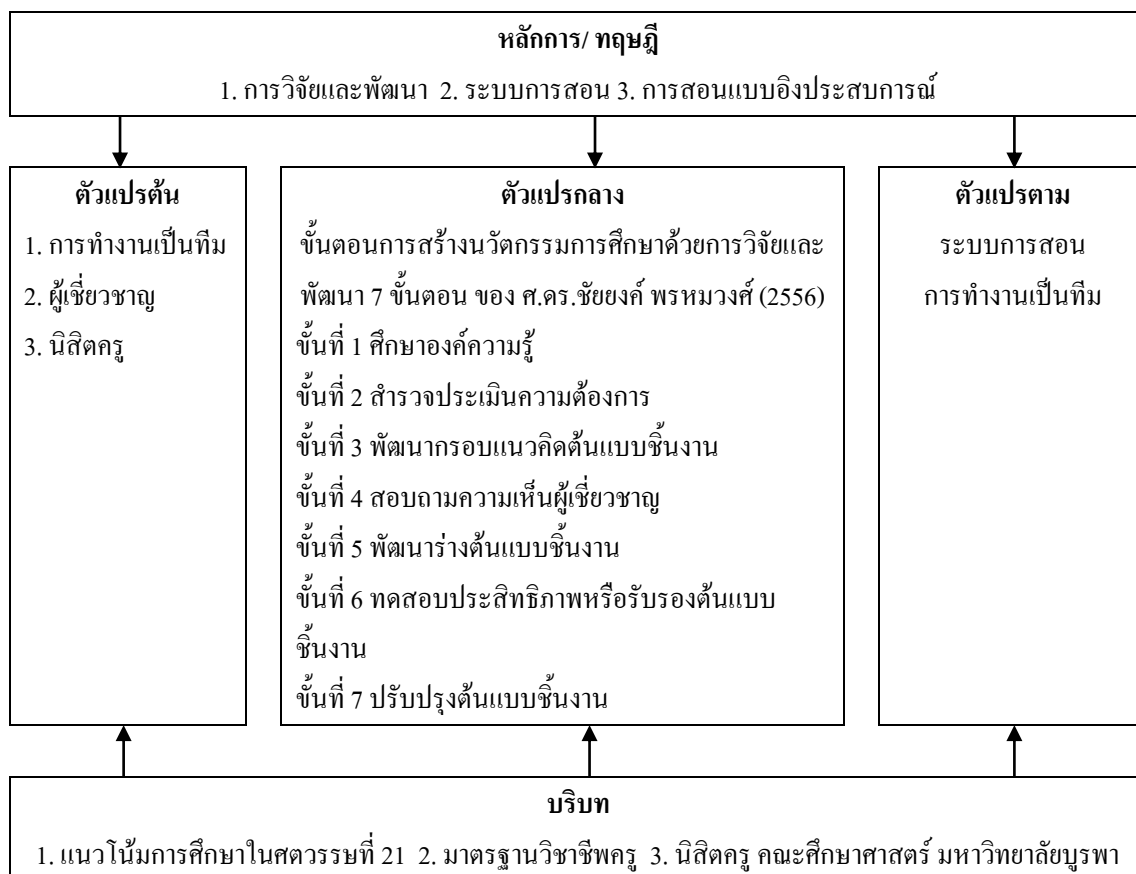 หลักการ/ ทฤษฎี
1. การวิจัยและพัฒนา 2. ระบบการสอน 3. การสอนแบบอิงประสบการณ์
ตัวแปรต้น
1. การทำงานเป็นทีม
2. ผู้เชี่ยวชาญ
3. นิสิตครู
ตัวแปรกลาง
ขั้นตอนการสร้างนวัตกรรมการศึกษาด้วยการวิจัยและ
พัฒนา 7 ขั้นตอน ของ ศ.ดร.ชัยยงค์ พรหมวงศ์ (2556)
ขั้นที่ 1 ศึกษาองค์ความรู้
ขั้นที่ 2 สำรวจประเมินความต้องการ
ขั้นที่ 3 พัฒนากรอบแนวคิดต้นแบบชิ้นงาน
ขั้นที่ 4 สอบถามความเห็นผู้เชี่ยวชาญ
ขั้นที่ 5 พัฒนาร่างต้นแบบชิ้นงาน
ขั้นที่ 6 ทดสอบประสิทธิภาพหรือรับรองต้นแบบ
ชิ้นงาน
ขั้นที่ 7 ปรับปรุงต้นแบบชิ้นงาน
ตัวแปรตาม
ระบบการสอน
การทำงานเป็นทีม
บริบท
1. แนวโน้มการศึกษาในศตวรรษที่ 21 2. มาตรฐานวิชาชีพครู 3. นิสิตครู คณะศึกษาศาสตร์ มหาวิทยาลัยบูรพา